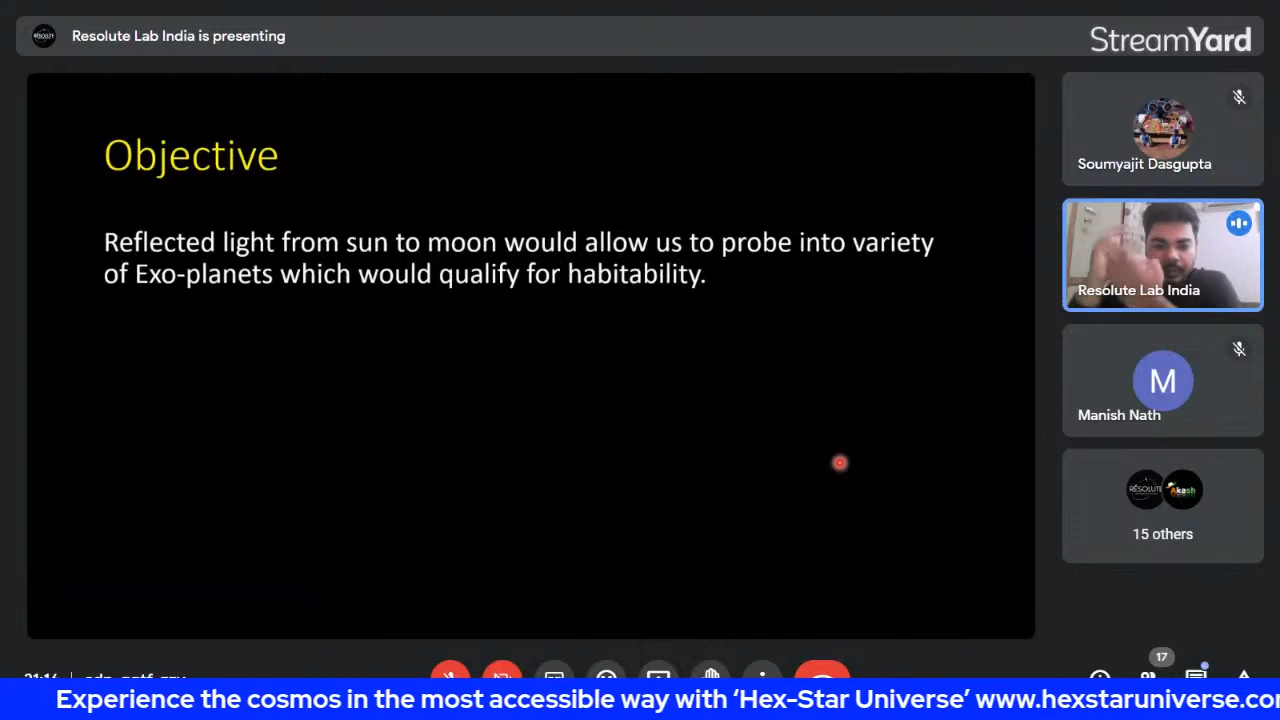 Resolute Lab India is presenting
StreamYard
Objective
Reflected light from sun to moon would allow us to probe into variety
of Exo-planets which would qualify for habitability.
Soumyajit Dasgupta
Resolute Lab India
M
Manish Nath
RÉSOLUTE
Akash
15 others
17
Experience the cosmos in the most accessible way with ‘Hex-Star Universe’ www.hexstaruniverse.co